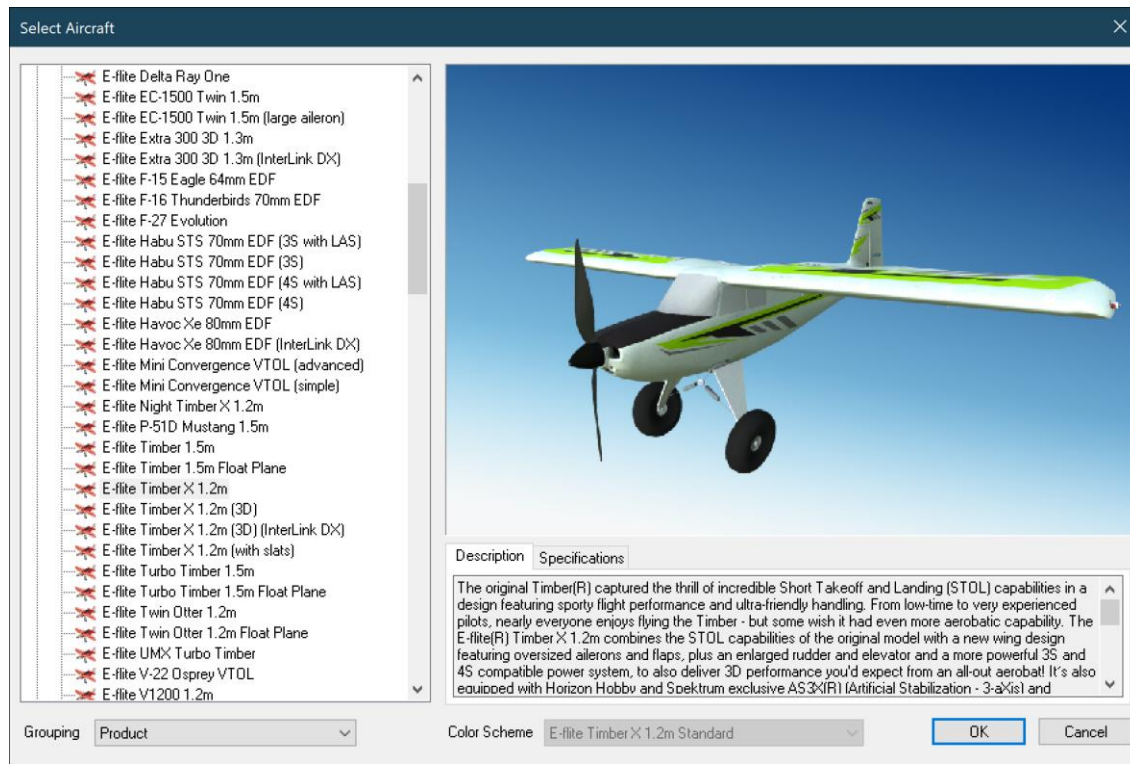 Select Aircraft
E-flite Delta Ray One
E-flite EC-1500 Twin 1.5m
E-flite EC-1500 Twin 1.5m (large aileron)
E-flite Extra 300 3D 1.3m
E-flite Extra 300 3D 1.3m (InterLink DX)
E-flite F-15 Eagle 64mm EDF
E-flite F-16 Thunderbirds 70mm EDF
E-flite F-27 Evolution
E-flite Habu STS 70mm EDF (3S with LAS)
E-flite Habu STS 70mm EDF (3S)
E-flite Habu STS 70mm EDF (4S with LAS)
E-flite Habu STS 70mm EDF (4S)
E-flite Havoc Xe 80mm EDF
E-flite Havoc Xe 80mm EDF (InterLink DX)
E-flite Mini Convergence VTOL (advanced)
E-flite Mini Convergence VTOL (simple)
E-flite Night Timber X 1.2m
E-flite P-51D Mustang 1.5m
E-flite Timber 1.5m
E-flite Timber 1.5m Float Plane
E-flite Timber X 1.2m
E-flite Timber X 1.2m (3D)
E-flite Timber X 1.2m (3D) (InterLink DX)
E-flite Timber X 1.2m (with slats)
E-flite Turbo Timber 1.5m
E-flite Turbo Timber 1.5m Float Plane
E-flite Twin Otter 1.2m
E-flite Twin Otter 1.2m Float Plane
E-flite UMX Turbo Timber
E-flite V-22 Osprey VTOL
E-flite V1200 1.2m
Description Specifications
The original Timber(R) captured the thrill of incredible Short Takeoff and Landing (STOL) capabilities in a
design featuring sporty flight performance and ultra-friendly handling. From low-time to very experienced
pilots, nearly everyone enjoys flying the Timber - but some wish it had even more aerobatic capability. The
E-flite(R) Timber X 1.2m combines the STOL capabilities of the original model with a new wing design
featuring oversized ailerons and flaps, plus an enlarged rudder and elevator and a more powerful 3S and
4S compatible power system, to also deliver 3D performance you'd expect from an all-out aerobat! It's also
equipped with Horizon Hobby and Spektrum exclusive AS3X(R) (Artificial Stabilization - 3-aXis) and
Grouping Product Color Scheme E-flite Timber X 1.2m Standard OK Cancel